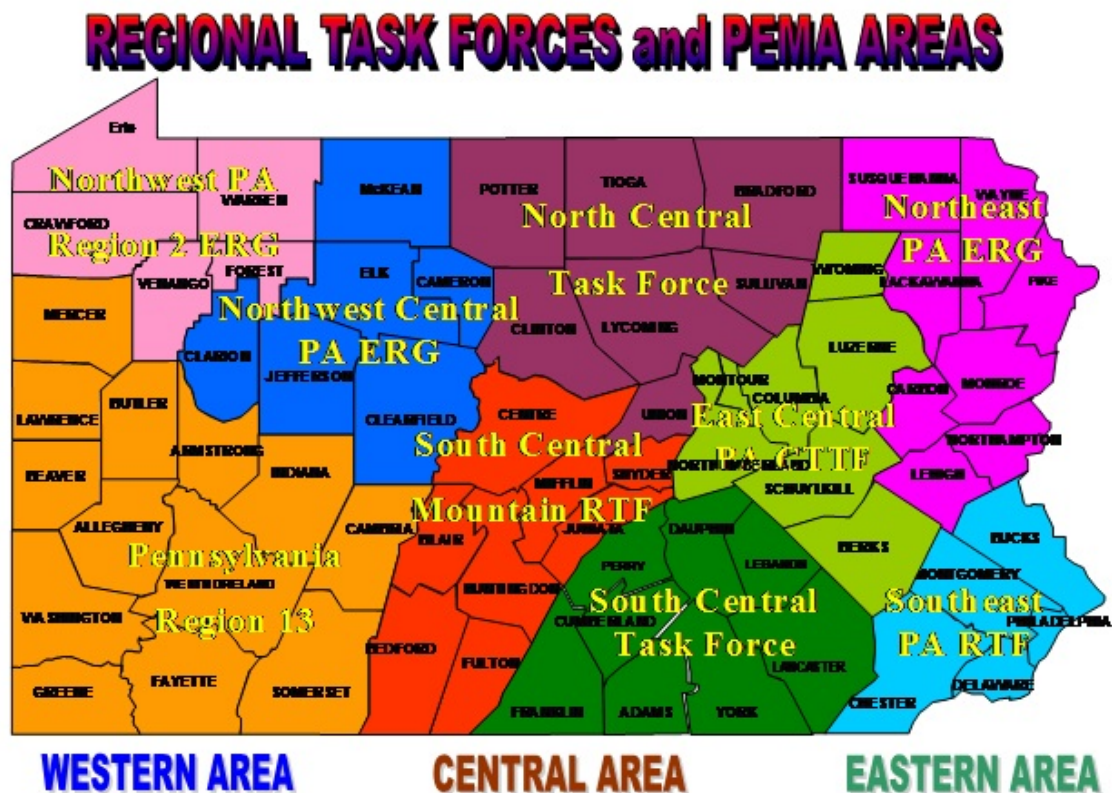 REGIONAL TASK FORCES and PEMA AREAS
Erie
Northwest PA
WARREN
McKEAN
POTTER
TIOGA
BRADFORD
SUSQUEHANNA
WAYNE
CRAWFORD
Region 2 ERG
North Central
Northeast
PA ERG
VENANGO
FOREST
ELK
CAMERON
Task Force
SULLIVAN
WYOMING
LACKAWANNA
PIKE
MERCER
Northwest Central
PA ERG
CLINTON
LYCOMING
LUZERNE
CLARION
JEFFERSON
MONTOUR
COLUMBIA
CARBON
MONROE
LAWRENCE
BUTLER
CLEARFIELD
CENTRE
UNION
East Central
PA CTTF
South Central
Mountain RTF
NORTHAMPTON
BEAVER
ARMSTRONG
INDIANA
MIFFLIN
SNYDER
NORTHUMBERLAND
SCHUYLKILL
LEHIGH
ALLEGHENY
CAMBRIA
BLAIR
JUNIATA
DAUPHIN
BERKS
BUCKS
Pennsylvania
Region 13
WESTMORELAND
HUNTINGDON
PERRY
LEBANON
MONTGOMERY
South Central
Task Force
Southeast
PA RTF
WASHINGTON
CUMBERLAND
PHILADELPHIA
BEDFORD
FULTON
LANCASTER
GREENE
FAYETTE
SOMERSET
FRANKLIN
ADAMS
YORK
CHESTER
DELAWARE
WESTERN AREA
CENTRAL AREA
EASTERN AREA